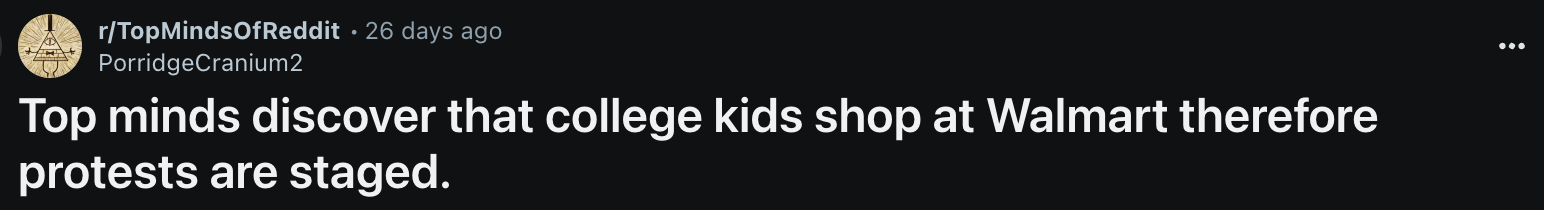 r/TopMindsOfReddit • 26 days ago
PorridgeCranium2
Top minds discover that college kids shop at Walmart therefore
protests are staged.